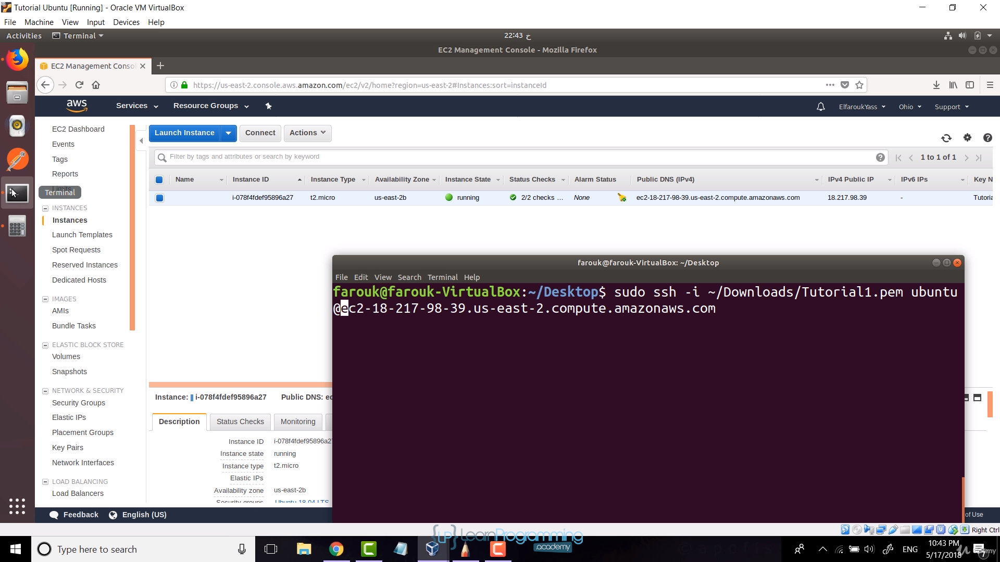 Tutorial Ubuntu [Running] - Oracle VM VirtualBox
File Machine View Input Devices Help
Activities Terminal 22:43 خ
EC2 Management Console - Mozilla Firefox
EC2 Management Conso
https://us-east-2.console.aws.amazon.com/ec2/v2/home?region=us-east-2#Instances:sort=instanceId
aws Services Resource Groups ElfaroukYass Ohio Support
EC2 Dashboard
Events
Tags
Reports
Limits
Terminal
INSTANCES
Instances
Launch Templates
Spot Requests
Reserved Instances
Dedicated Hosts
IMAGES
AMIs
Bundle Tasks
ELASTIC BLOCK STORE
Volumes
Snapshots
NETWORK & SECURITY
Security Groups
Elastic IPs
Placement Groups
Key Pairs
Network Interfaces
LOAD BALANCING
Load Balancers
Launch Instance Connect Actions
Filter by tags and attributes or search by keyword 1 to 1 of 1
Name Instance ID Instance Type Availability Zone Instance State Status Checks Alarm Status Public DNS (IPv4) IPv4 Public IP IPv6 IPs Key N
i-078f4fdef95896a27 t2.micro us-east-2b running 2/2 checks ... None ec2-18-217-98-39.us-east-2.compute.amazonaws.com 18.217.98.39 - Tutoria
farouk@farouk-VirtualBox: ~/Desktop
File Edit View Search Terminal Help
farouk@farouk-VirtualBox:~/Desktop$ sudo ssh -i ~/Downloads/Tutorial1.pem ubuntu
@ec2-18-217-98-39.us-east-2.compute.amazonaws.com
Instance: i-078f4fdef95896a27 Public DNS: ec
Description Status Checks Monitoring
Instance ID i-078f4fdef95896a27
Instance state running
Instance type t2.micro
Elastic IPs
Availability zone us-east-2b
Security groups Ubuntu 18.04 LTS
Feedback English (US) of Use
Right Ctrl
{LP} LearnProgramming
.academy
Type here to search
ENG 10:43 PM
5/17/2018
7